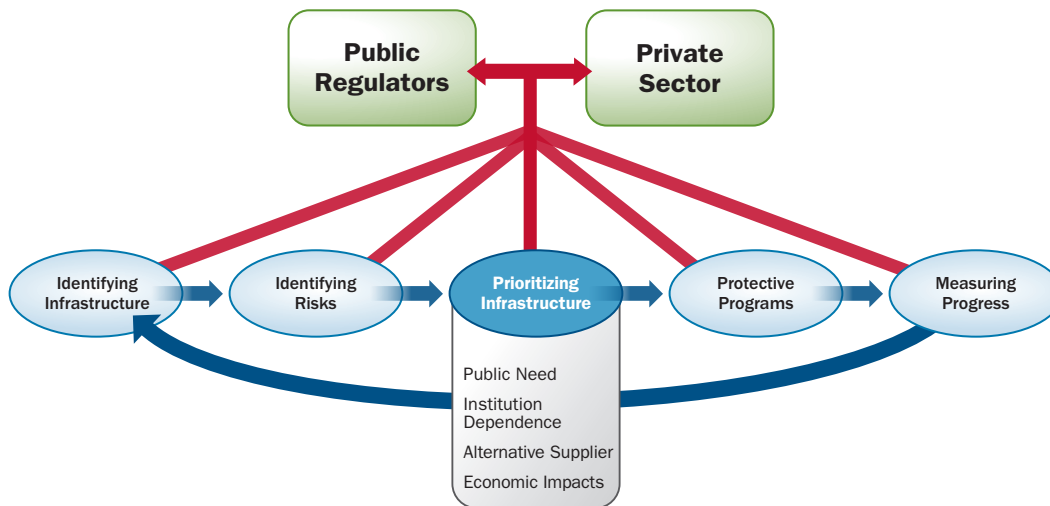 Public
Regulators
Private
Sector
Identifying
Infrastructure
Identifying
Risks
Prioritizing
Infrastructure
Protective
Programs
Measuring
Progress
Public Need
Institution
Dependence
Alternative Supplier
Economic Impacts